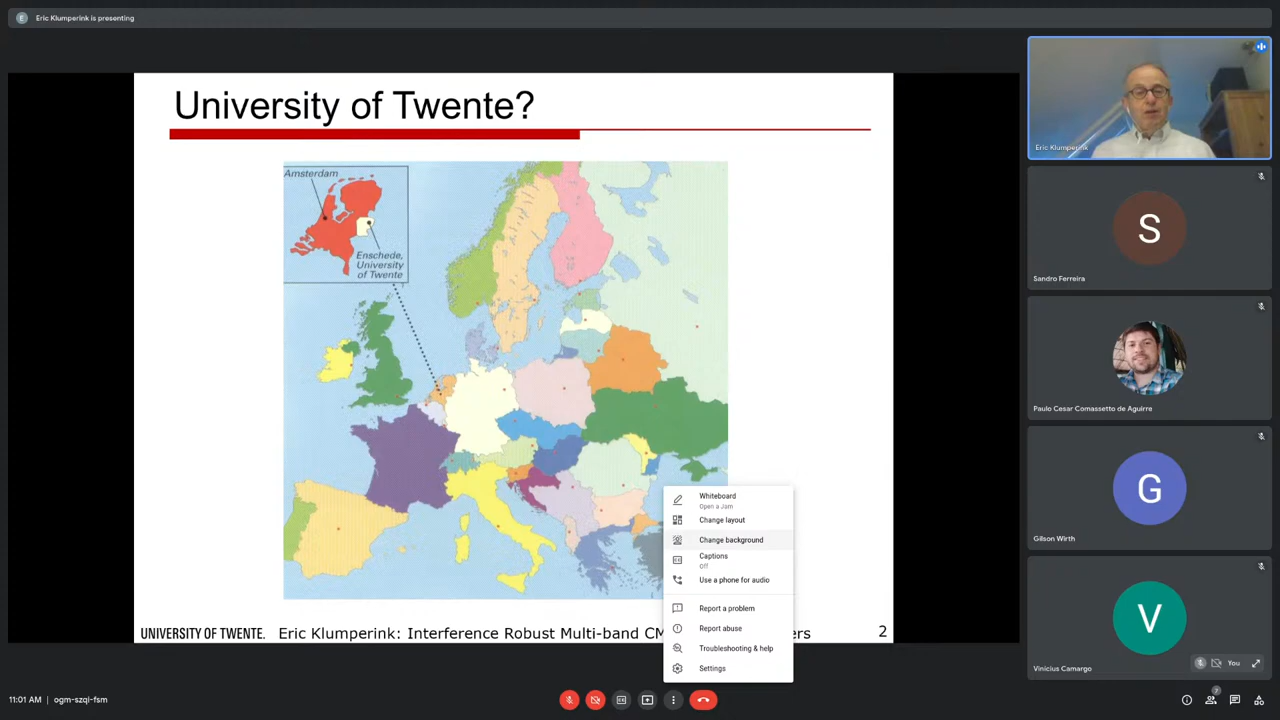 E Eric Klumperink is presenting
University of Twente?
Amsterdam
Enschede,
University
of Twente
UNIVERSITY OF TWENTE. Eric Klumperink: Interference Robust Multi-band CM ers 2
Whiteboard
Open a Jam
Change layout
Change background
Captions
Off
Use a phone for audio
Report a problem
Report abuse
Troubleshooting & help
Settings
Eric Klumperink
S
Sandro Ferreira
Paulo Cesar Comassetto de Aguirre
G
Gilson Wirth
V
Vinicius Camargo
You
11:01 AM | ogm-szqi-fsm
7